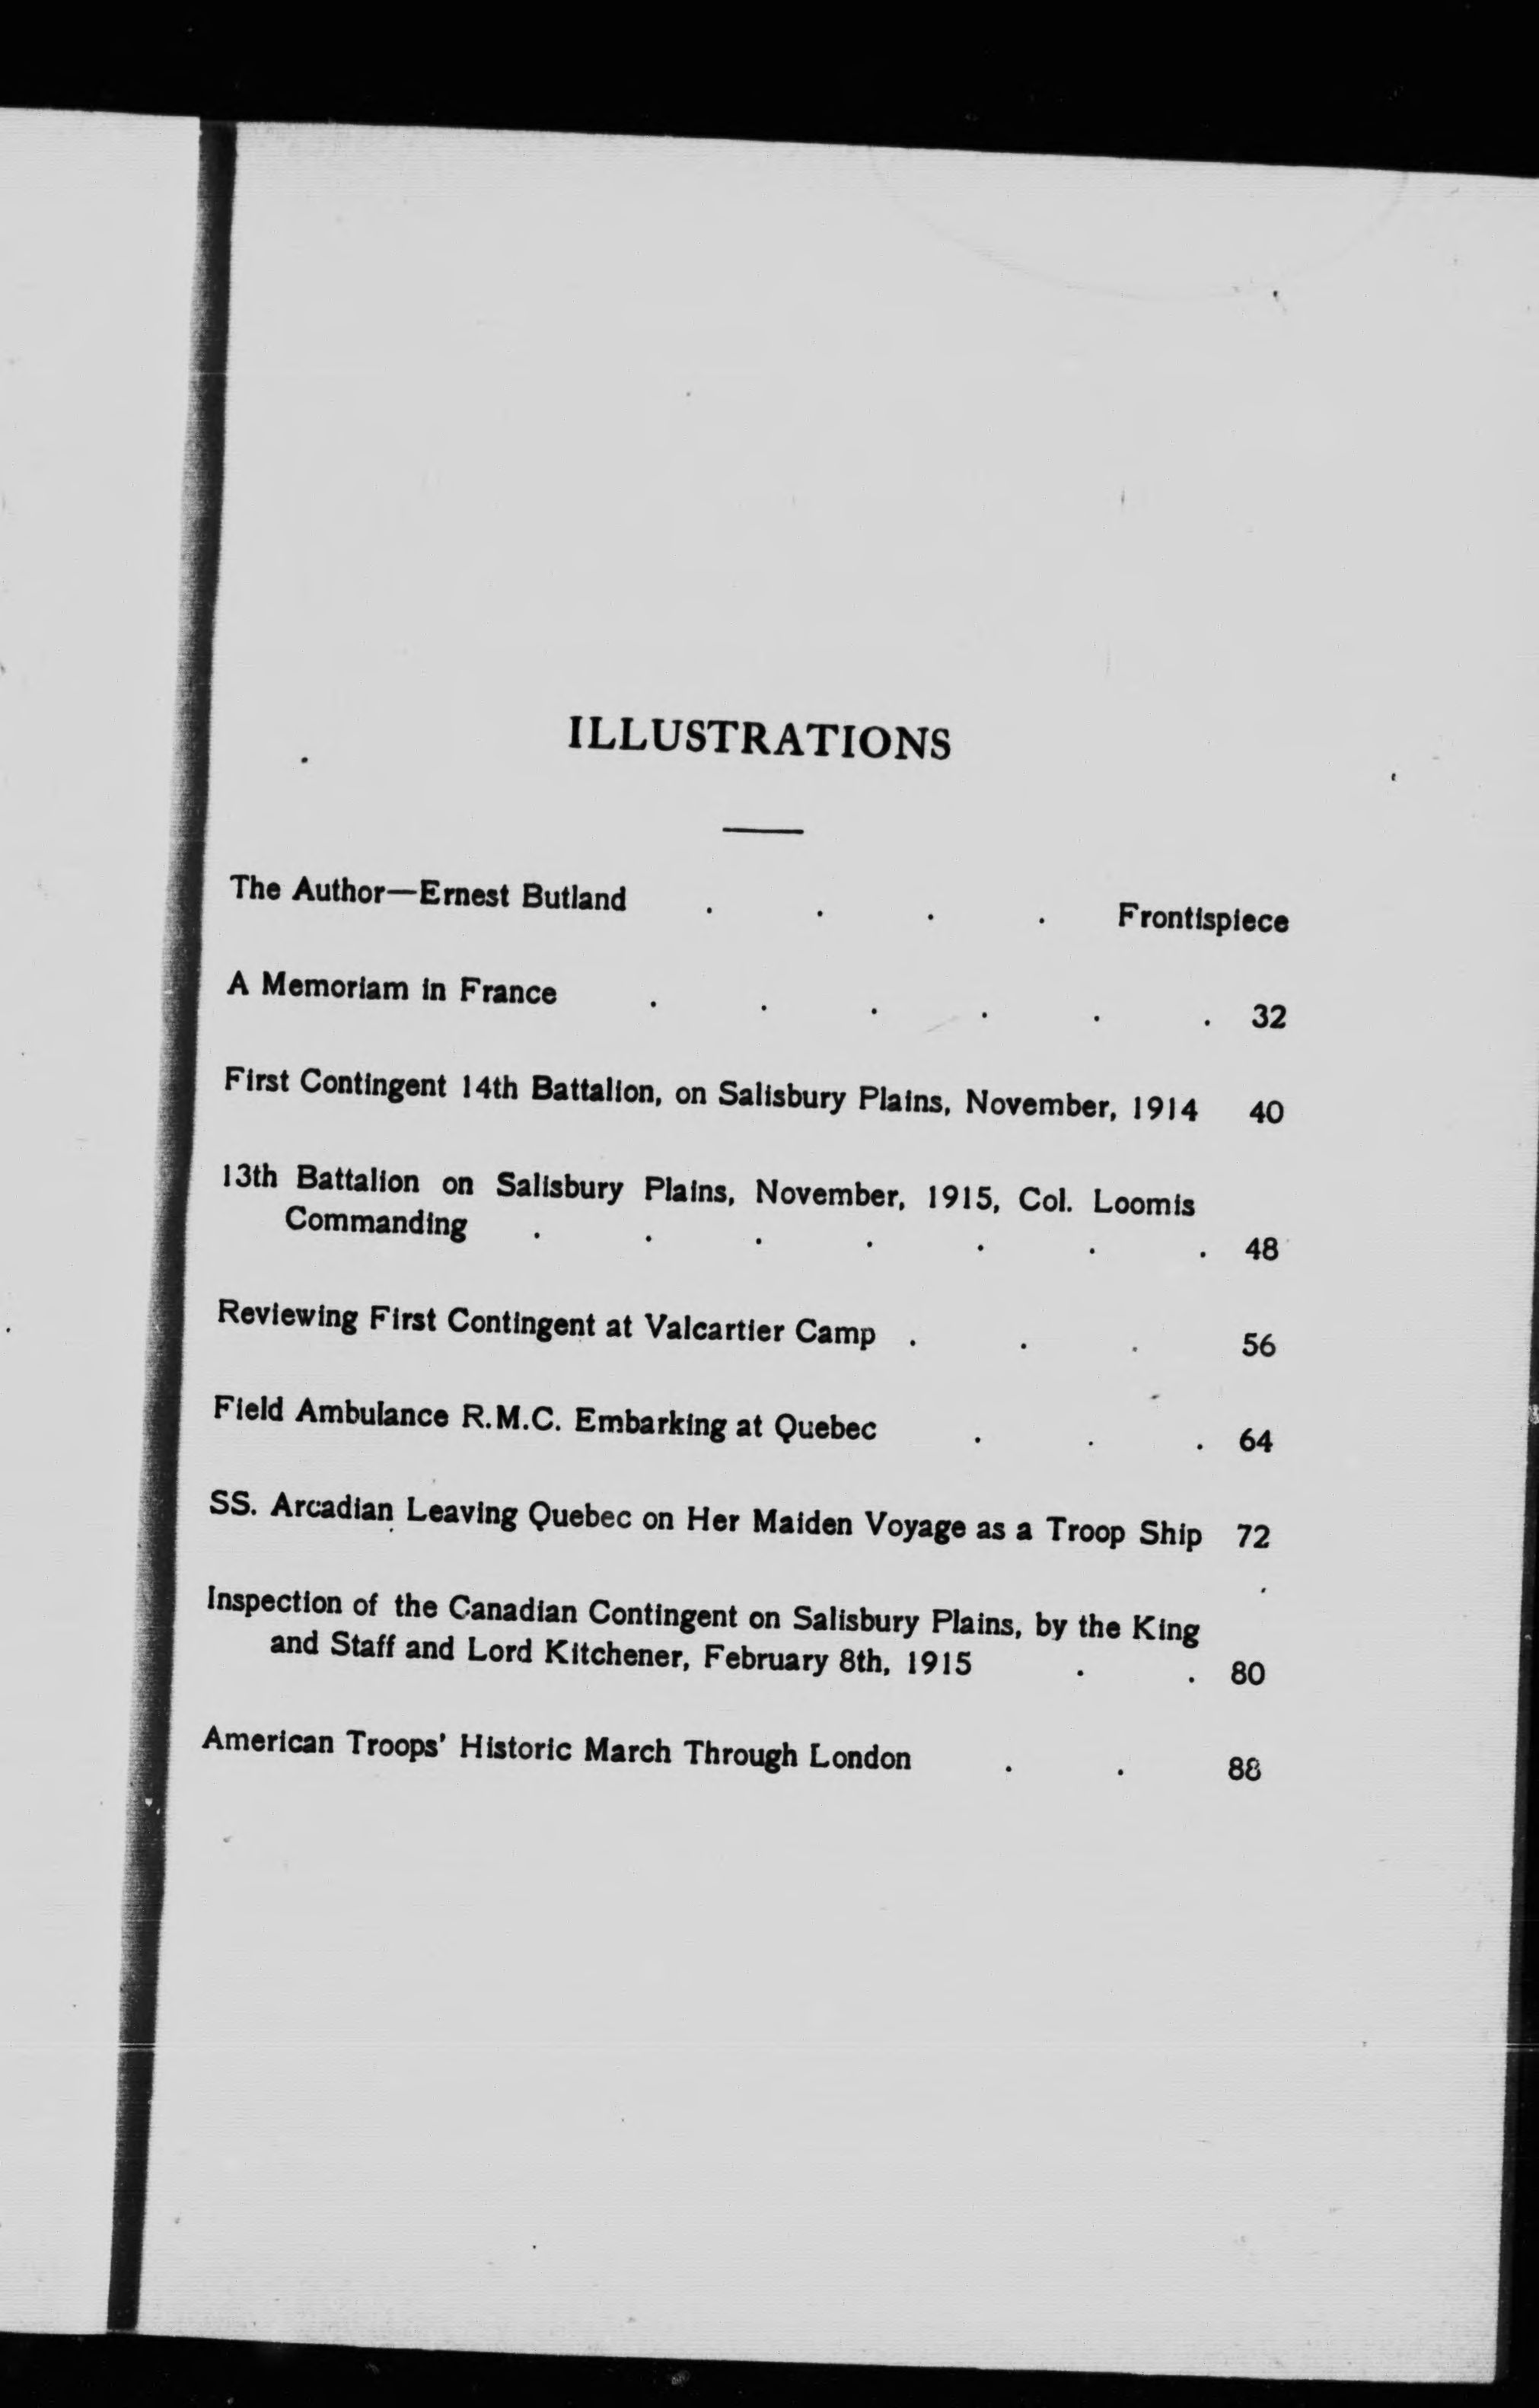 ILLUSTRATIONS
The Author—Ernest Butland . . . . Frontispiece
A Memoriam in France . . . . . . 32
First Contingent 14th Battalion, on Salisbury Plains, November, 1914 40
13th Battalion on Salisbury Plains, November, 1915, Col. Loomis
Commanding . . . . . . . 48
Reviewing First Contingent at Valcartier Camp . . . 56
Field Ambulance R.M.C. Embarking at Quebec . . . 64
SS. Arcadian Leaving Quebec on Her Maiden Voyage as a Troop Ship 72
Inspection of the Canadian Contingent on Salisbury Plains, by the King
and Staff and Lord Kitchener, February 8th, 1915 . . 80
American Troops' Historic March Through London . . 88